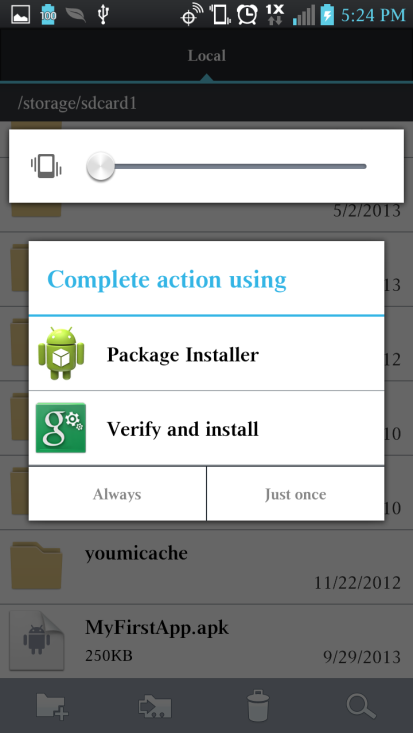 100
1X
5:24 PM
Local
/storage/sdcard1
5/2/2013
Complete action using
13
Package Installer
12
Verify and install
10
Always
Just once
10
youmicache
11/22/2012
MyFirstApp.apk
250KB
9/29/2013